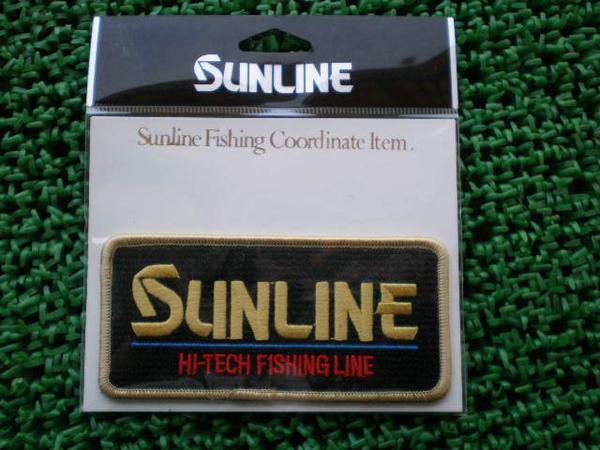 SUNLINE
Sunline Fishing Coordinate Item.
SUNLINE
HI-TECH FISHING LINE